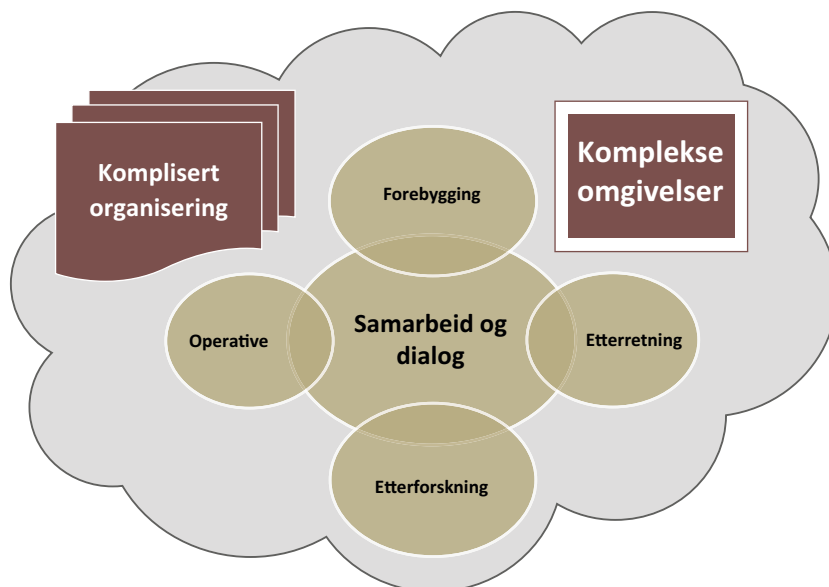 Komplisert
organisering
Komplekse
omgivelser
Forebygging
Operative
Samarbeid og
dialog
Etterretning
Etterforskning